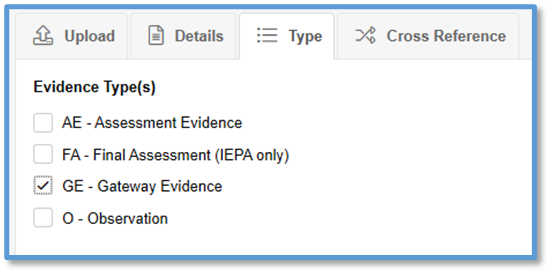 Upload Details Type Cross Reference
Evidence Type(s)
AE - Assessment Evidence
FA - Final Assessment (IEPA only)
GE - Gateway Evidence
O - Observation